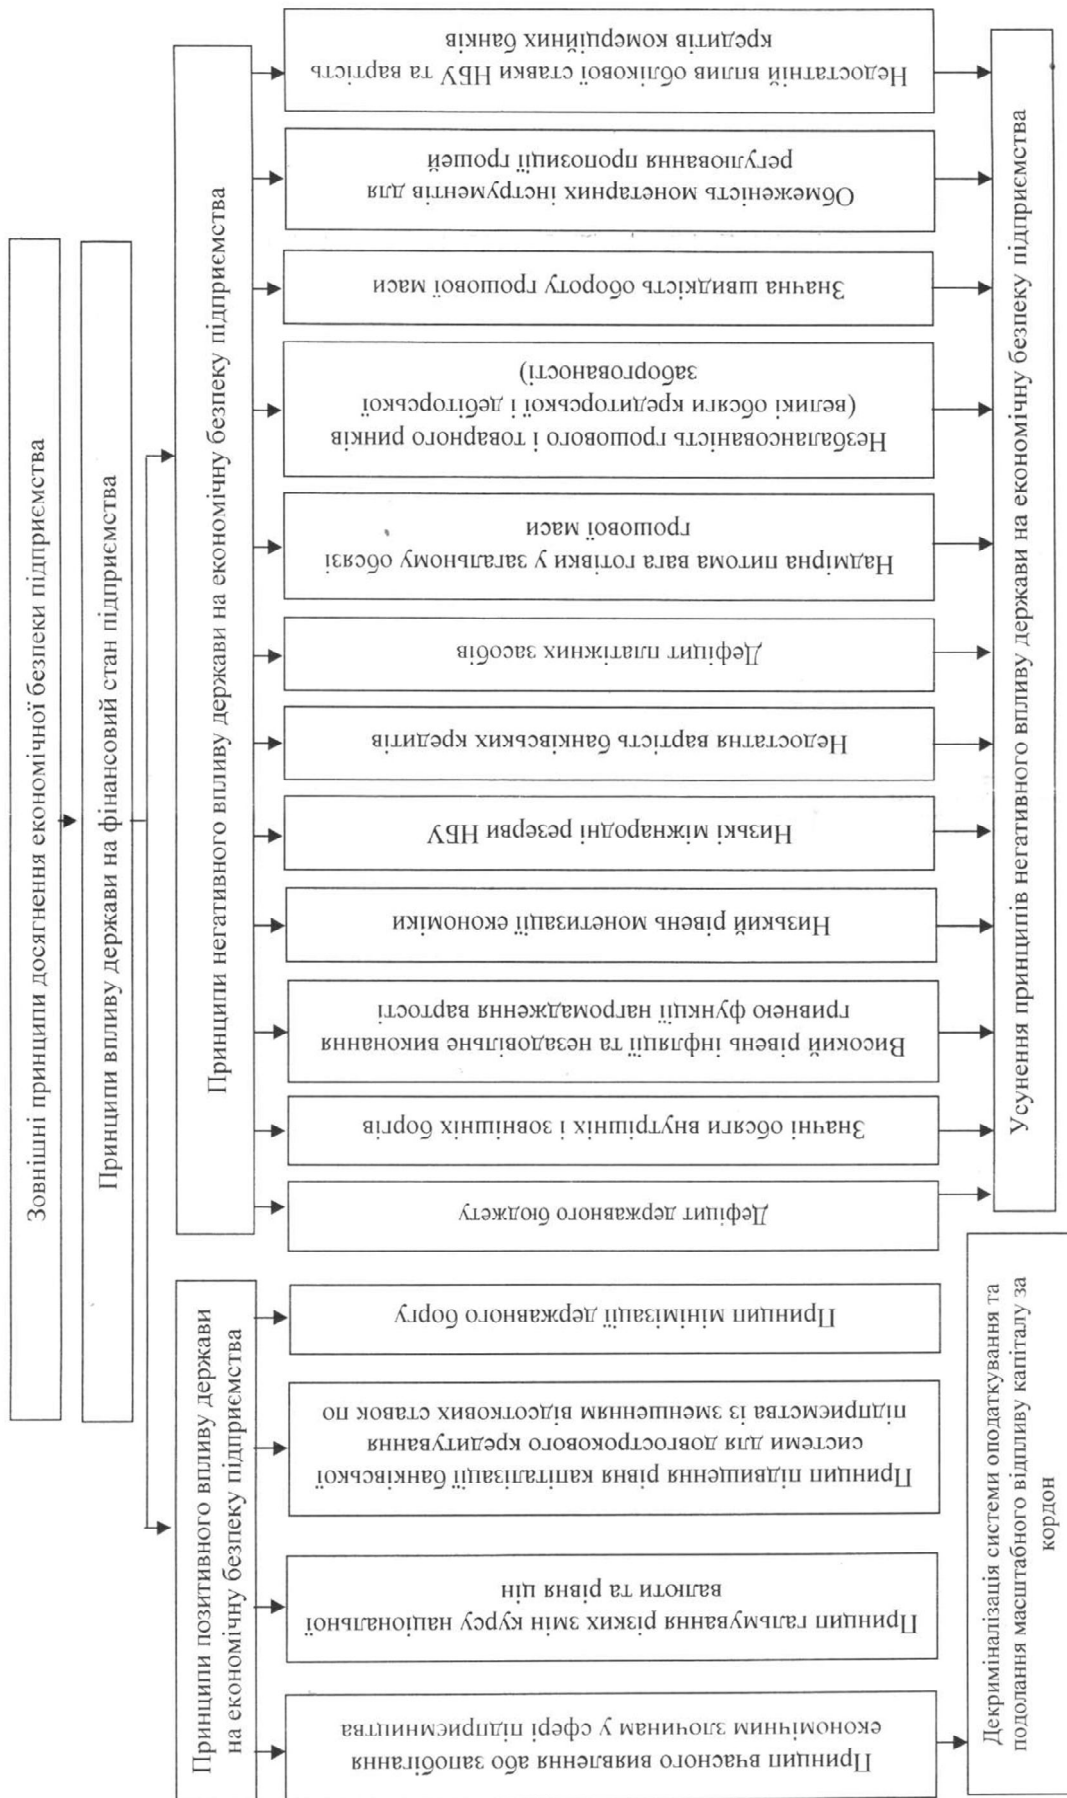 Зовнішні принципи досягнення економічної безпеки підприємства
Принципи впливу держави на фінансовий стан підприємства
Принципи позитивного впливу держави
на економічну безпеку підприємства
Принципи негативного впливу держави на економічну безпеку підприємства
Принцип вчасного виявлення або запобігання
економічним злочинам у сфері підприємництва
Принцип гальмування різких змін курсу національної
валюти та рівня цін
Принцип підвищення рівня капіталізації банківської
системи для довгострокового кредитування
підприємства із зменшенням відсоткових ставок по
Принцип мінімізації державного боргу
Дефіцит державного бюджету
Значні обсяги внутрішніх і зовнішніх боргів
Високий рівень інфляції та незадовільне виконання
гривнею функції нагромадження вартості
Низький рівень монетизації економіки
Низькі міжнародні резерви НБУ
Недостатня вартість банківських кредитів
Дефіцит платіжних засобів
Надмірна питома вага готівки у загальному обсязі
грошової маси
Незбалансованість грошового і товарного ринків
(великі обсяги кредиторської і дебіторської
заборгованості)
Значна швидкість обороту грошової маси
Обмеженість монетарних інструментів для
регулювання пропозиції грошей
Недостатній вплив облікової ставки НБУ та вартість
кредитів комерційних банків
Декриміналізація системи оподаткування та
подолання масштабного відпливу капіталу за
кордон
Усунення принципів негативного впливу держави на економічну безпеку підприємства